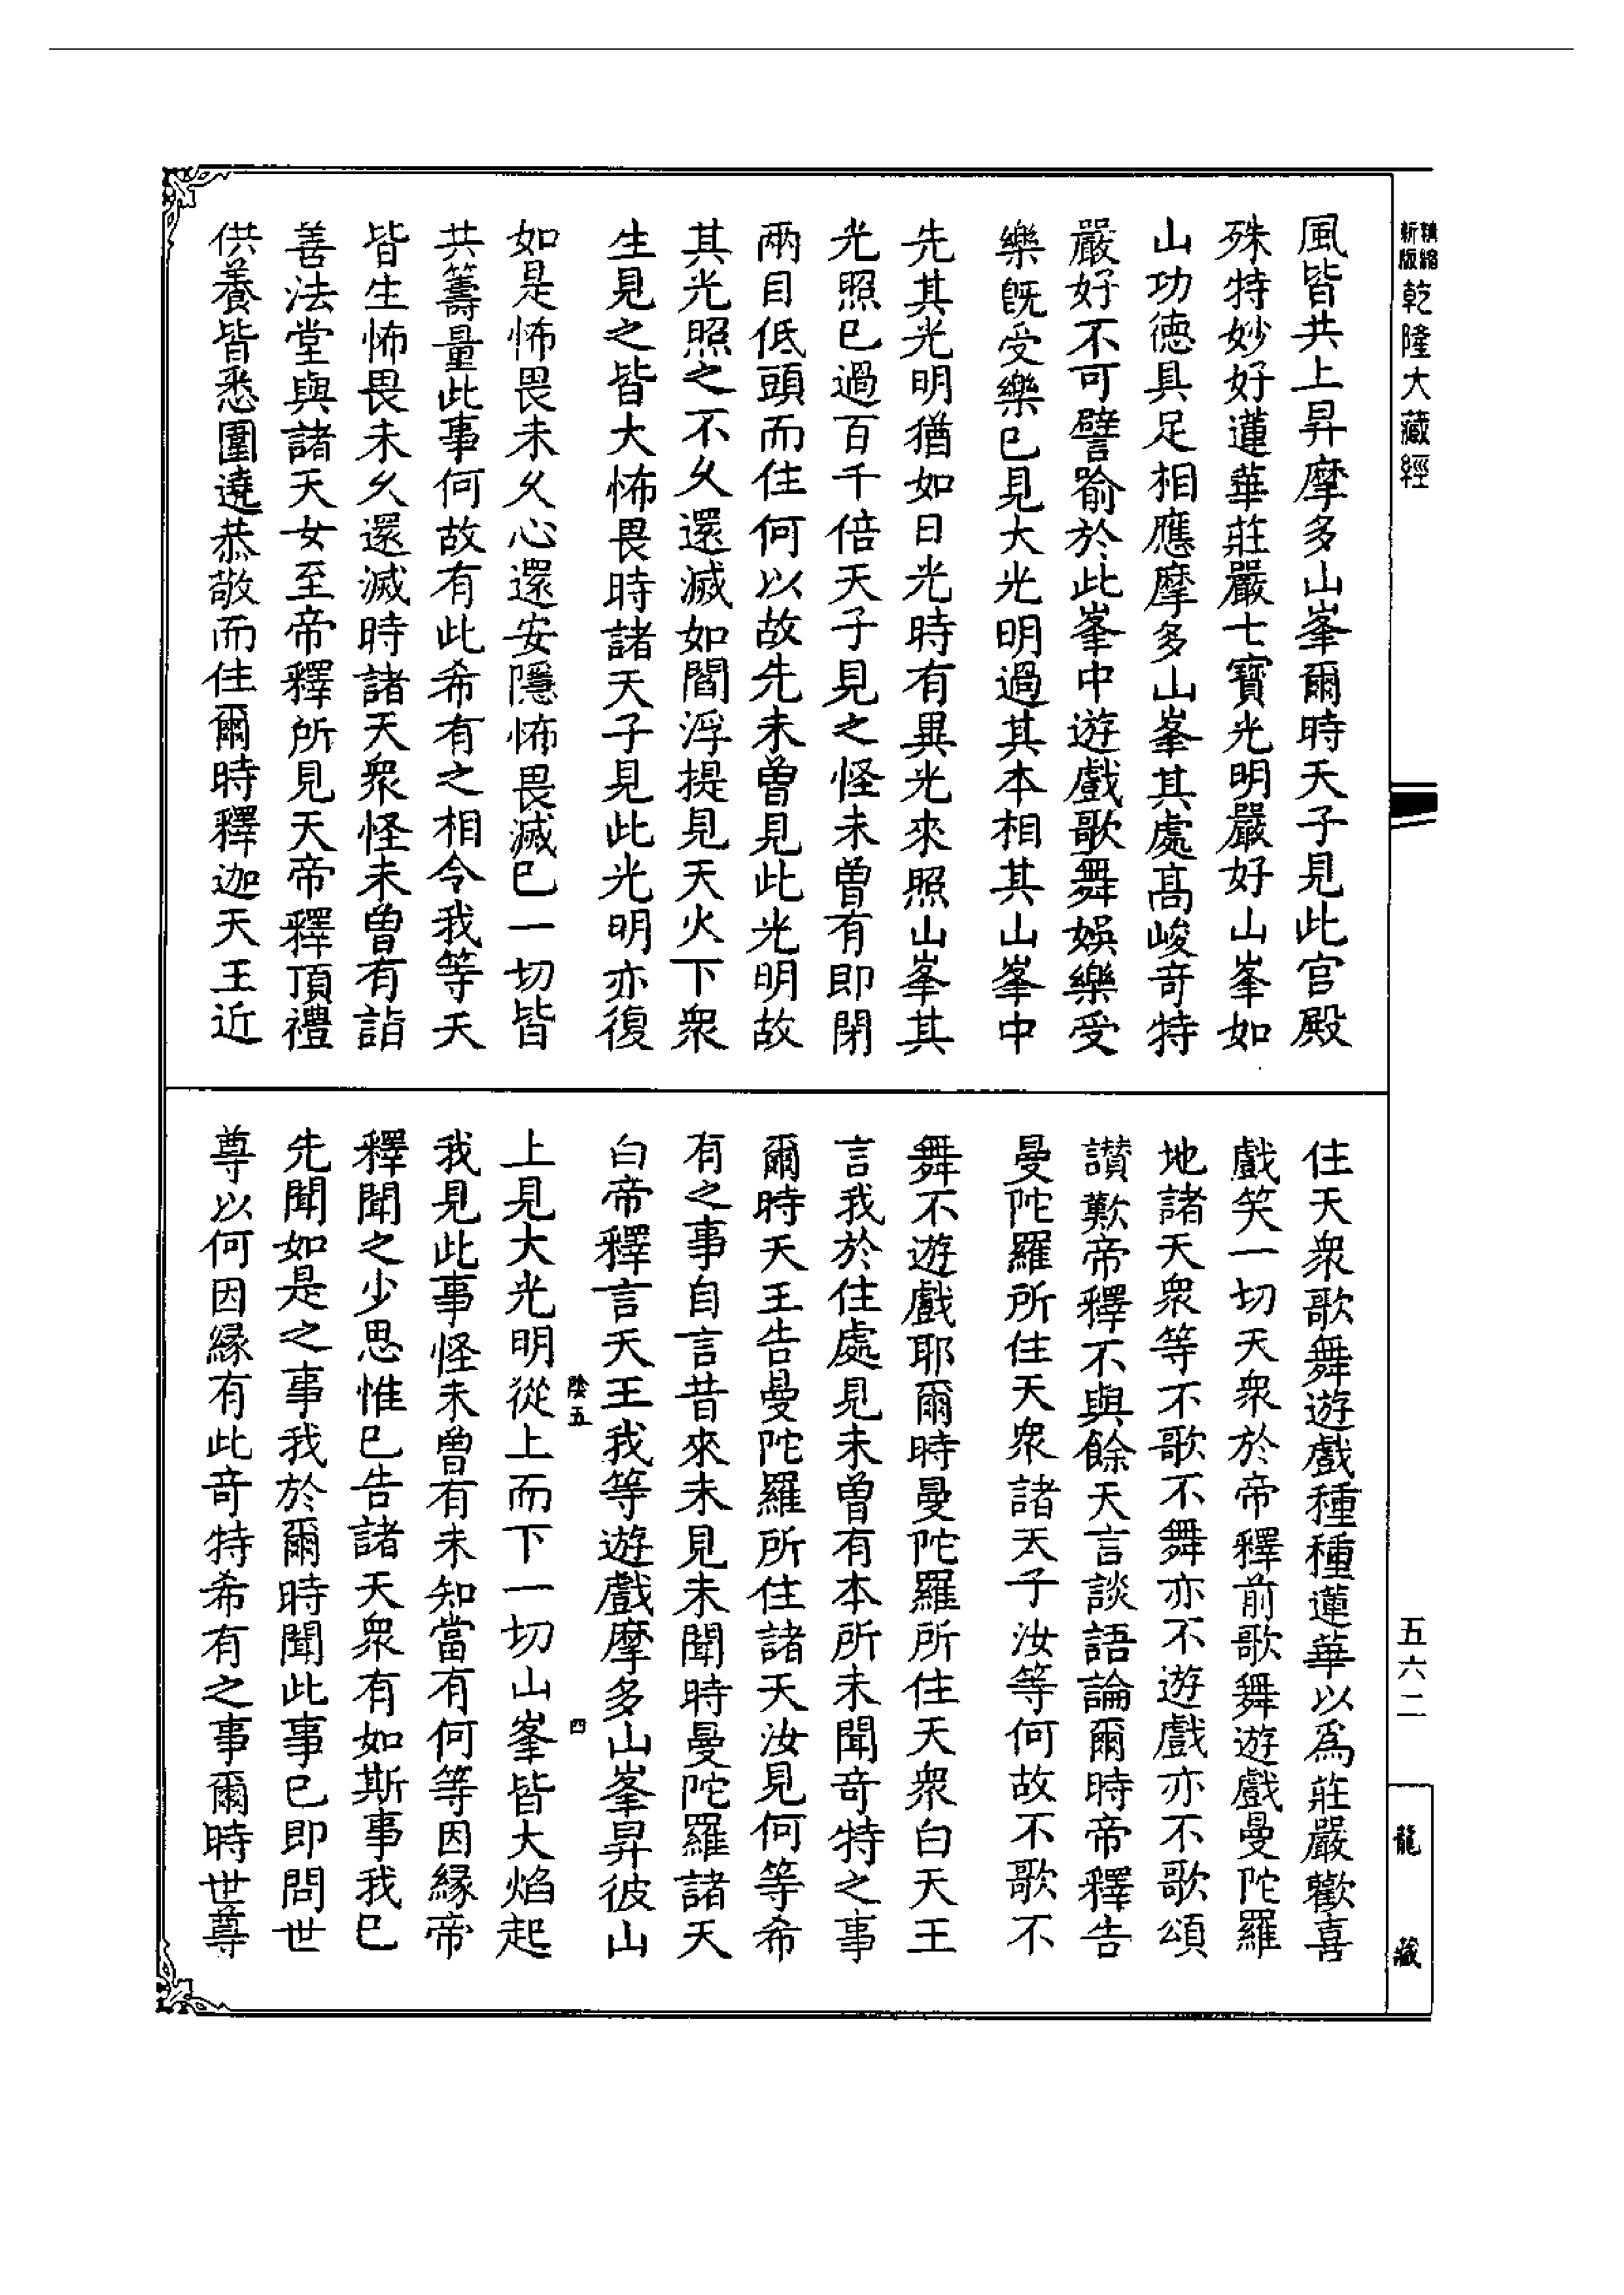 精縮新版乾隆大藏經
五六二
龍藏
風皆共上昇摩多山峯爾時天子見此宫殿
殊特妙好蓮華莊嚴七寳光明嚴好山峯如
山功徳具足相應摩多山峯其處髙峻竒特
嚴好不可譬喻於此峯中遊戲歌舞娛樂受
樂既受樂已見大光明過其本相其山峯中
先其光明猶如日光時有異光來照山峯其
光照已過百千倍天子見之怪未曽有即閉
兩目低頭而住何以故先未曽見此光明故
其光照之不乆還滅如閻浮提見天火下衆
生見之皆大怖畏時諸天子見此光明亦復
如是怖畏未乆心還安隱怖畏滅已一切皆
共籌量此事何故有此希有之相令我等天
皆生怖畏未乆還滅時諸天衆怪未曽有詣
善法堂與諸天女至帝釋所見天帝釋頂禮
供養皆悉圍遶恭敬而住爾時釋迦天王近
住天衆歌舞遊戲種種蓮華以爲莊嚴歡喜
戲笑一切天衆於帝釋前歌舞遊戲曼陀羅
地諸天衆等不歌不舞亦不遊戲亦不歌頌
讃歎帝釋不與餘天言談語論爾時帝釋告
曼陀羅所住天衆諸天子汝等何故不歌不
舞不遊戲耶爾時曼陀羅所住天衆白天王
言我於住處見未曽有本所未聞竒特之事
爾時天王告曼陀羅所住諸天汝見何等希
有之事自言昔來未見未聞時曼陀羅諸天
白帝釋言天王我等遊戲摩多山峯昇彼山
陰五
四
上見大光明從上而下一切山峯皆大焰起
我見此事怪未曽有未知當有何等因縁帝
釋聞之少思惟已告諸天衆有如斯事我已
先聞如是之事我於爾時聞此事已即問世
尊以何因縁有此竒特希有之事爾時世尊